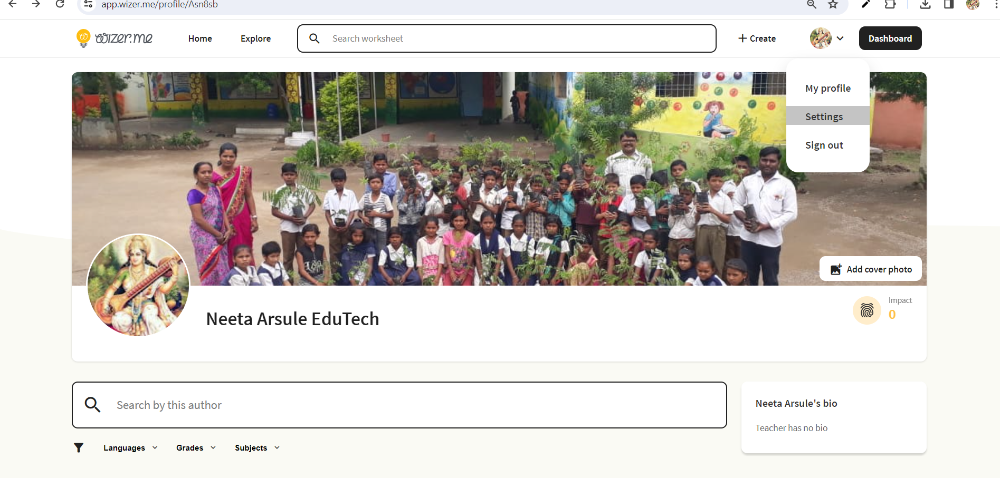 app.wizer.me/profile/Asn8sb
wizer.me
Home
Explore
Search worksheet
+ Create
Dashboard
My profile
Settings
Sign out
Add cover photo
Neeta Arsule EduTech
Impact
0
Search by this author
Neeta Arsule's bio
Teacher has no bio
Languages
Grades
Subjects